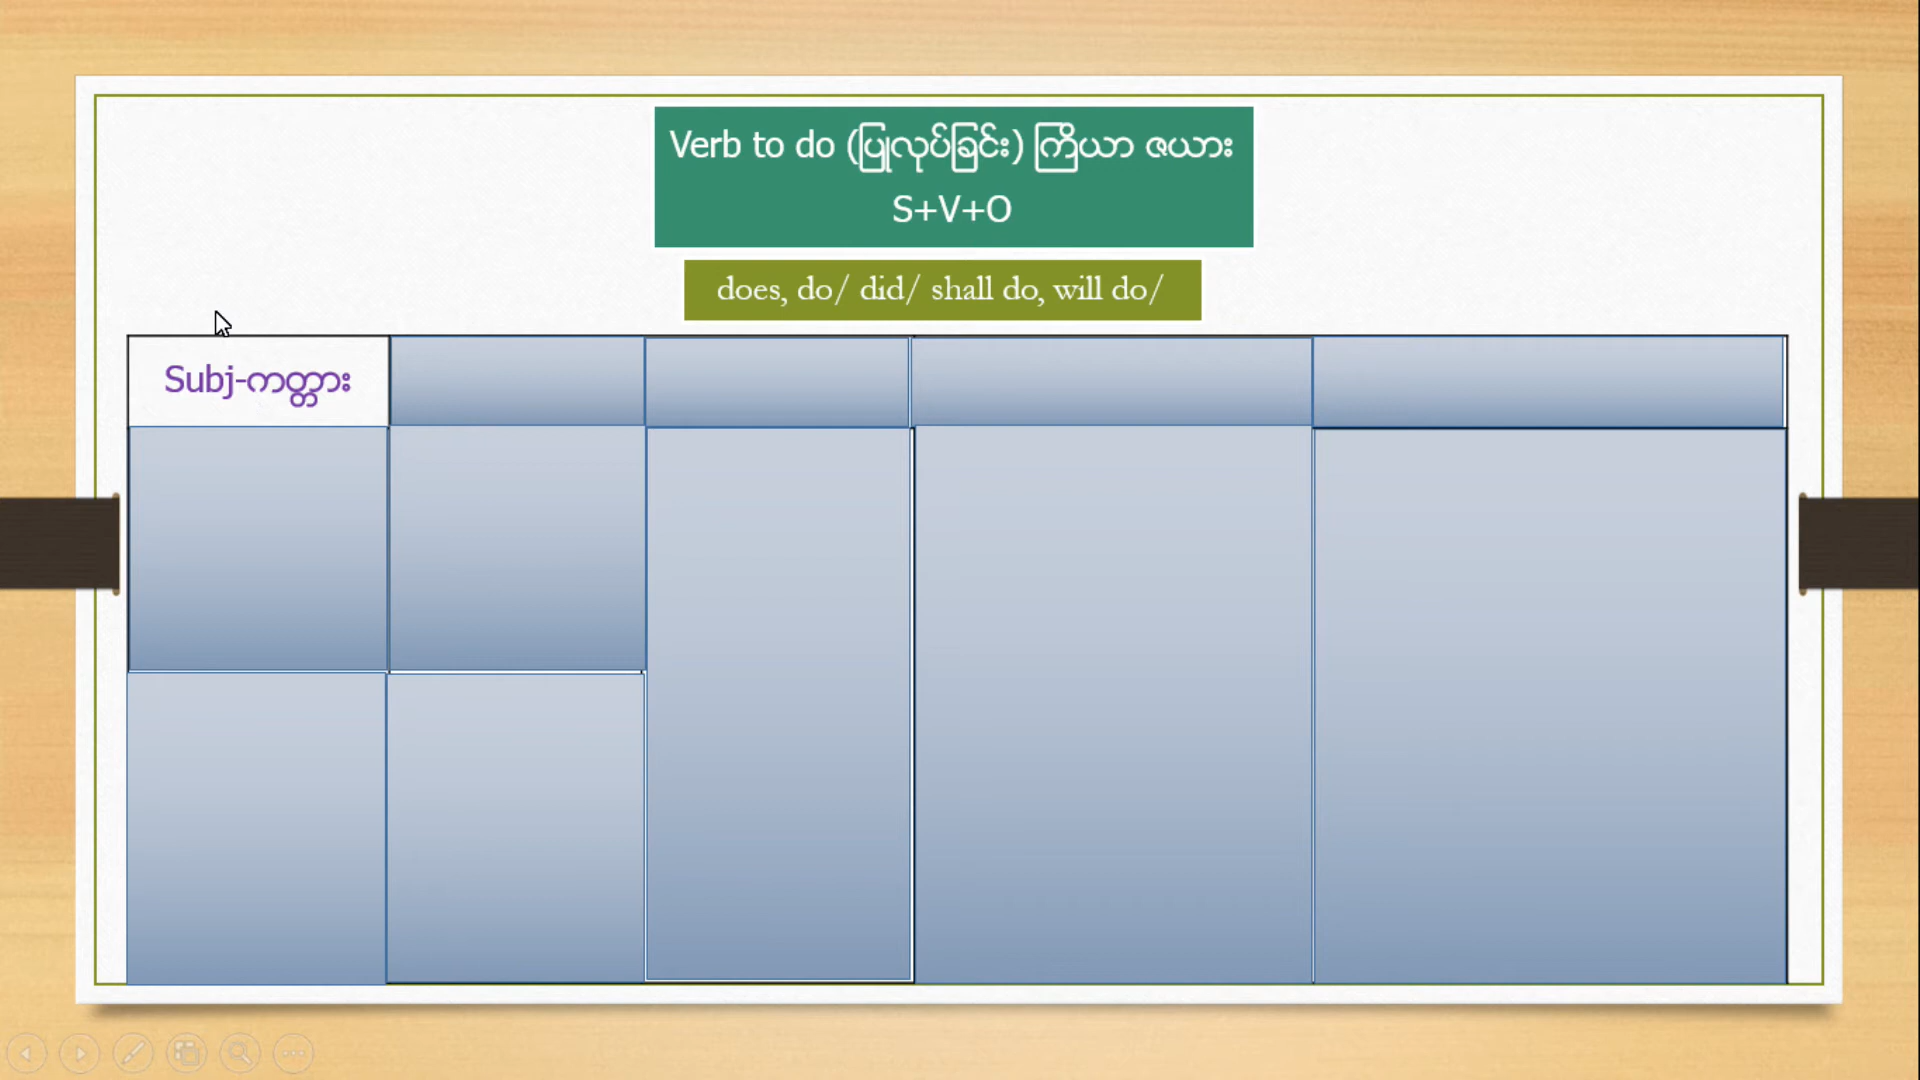 Verb to do (ပြုလုပ်ခြင်း) ကြိယာ ဇယား
S+V+O
does, do/ did/ shall do, will do/
Subj-ကတ္တား